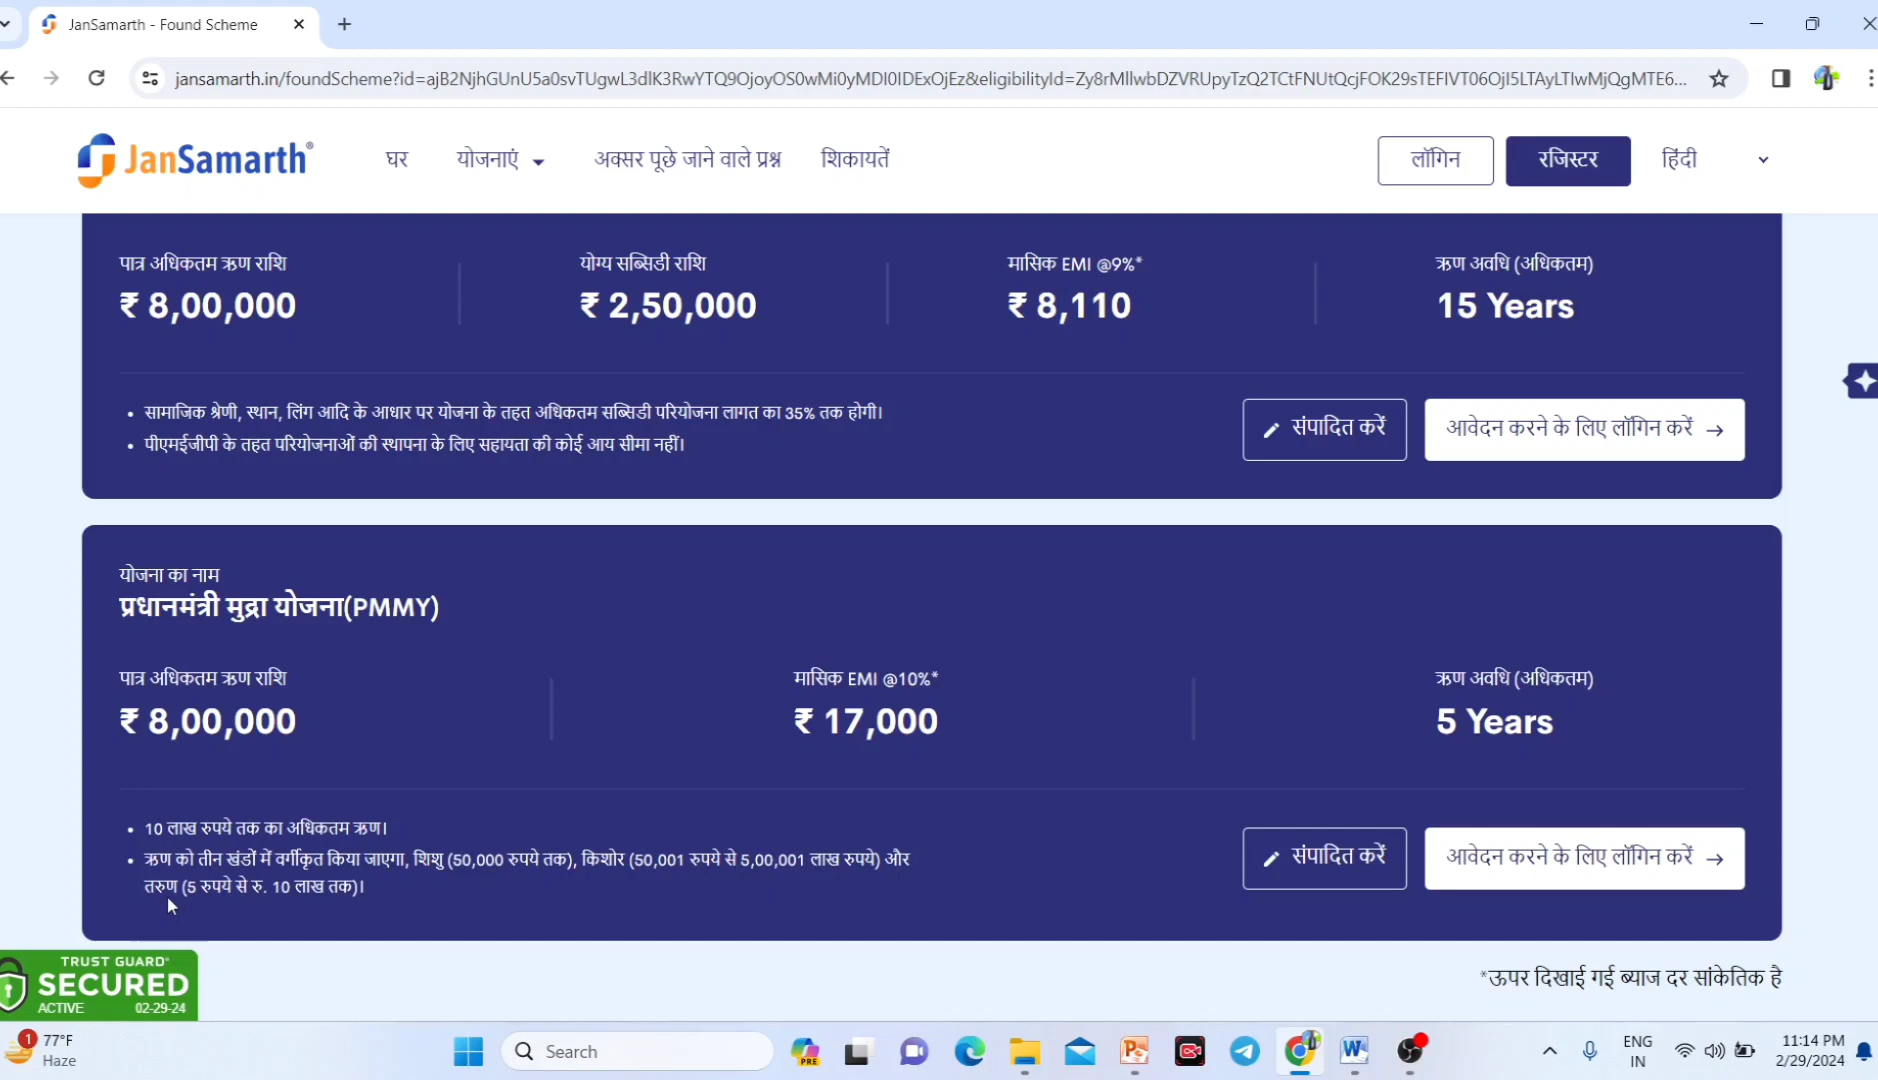 JanSamarth - Found Scheme
jansamarth.in/foundScheme?id=ajB2NjhGUnU5a0svTUgwL3dlK3RwYTQ9OjoyOS0wMi0yMDI0IDExOjEz&eligibilityId=Zy8rMllwbDZVRUpyTzQ2TCtFNUtQcjFOK29sTEFIVT06OjI5LTAyLTIwMjQgMTE6...
JanSamarth®
घर योजनाएं अक्सर पूछे जाने वाले प्रश्न शिकायतें लॉगिन रजिस्टर हिंदी
पात्र अधिकतम ऋण राशि योग्य सब्सिडी राशि मासिक EMI @9%* ऋण अवधि (अधिकतम)
₹ 8,00,000 ₹ 2,50,000 ₹ 8,110 15 Years
• सामाजिक श्रेणी, स्थान, लिंग आदि के आधार पर योजना के तहत अधिकतम सब्सिडी परियोजना लागत का 35% तक होगी।
• पीएमईजीपी के तहत परियोजनाओं की स्थापना के लिए सहायता की कोई आय सीमा नहीं।
संपादित करें आवेदन करने के लिए लॉगिन करें →
योजना का नाम
प्रधानमंत्री मुद्रा योजना(PMMY)
पात्र अधिकतम ऋण राशि मासिक EMI @10%* ऋण अवधि (अधिकतम)
₹ 8,00,000 ₹ 17,000 5 Years
• 10 लाख रुपये तक का अधिकतम ऋण।
• ऋण को तीन खंडों में वर्गीकृत किया जाएगा, शिशु (50,000 रुपये तक), किशोर (50,001 रुपये से 5,00,001 लाख रुपये) और
तरुण (5 रुपये से रु. 10 लाख तक)।
संपादित करें आवेदन करने के लिए लॉगिन करें →
TRUST GUARD
SECURED
ACTIVE 02-29-24
*ऊपर दिखाई गई ब्याज दर सांकेतिक है
1 77°F
Haze
Search
PRE
ENG
IN
11:14 PM
2/29/2024